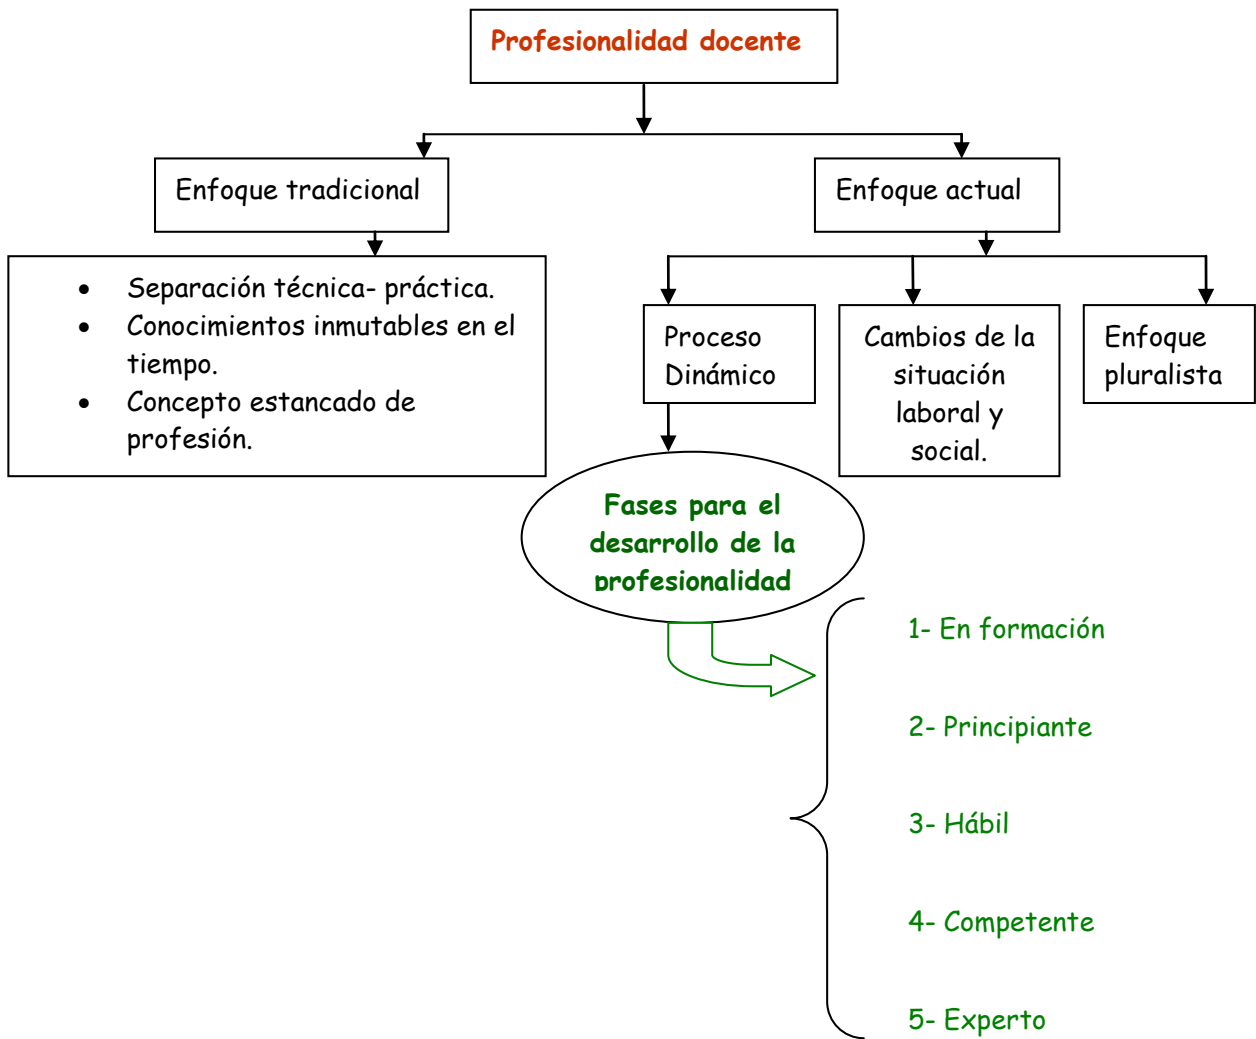 Profesionalidad docente
Enfoque tradicional
Enfoque actual
• Separación técnica- práctica.
• Conocimientos inmutables en el
tiempo.
• Concepto estancado de
profesión.
Proceso
Dinámico
Cambios de la
situación
laboral y
social.
Enfoque
pluralista
Fases para el
desarrollo de la
profesionalidad
1- En formación
2- Principiante
3- Hábil
4- Competente
5- Experto